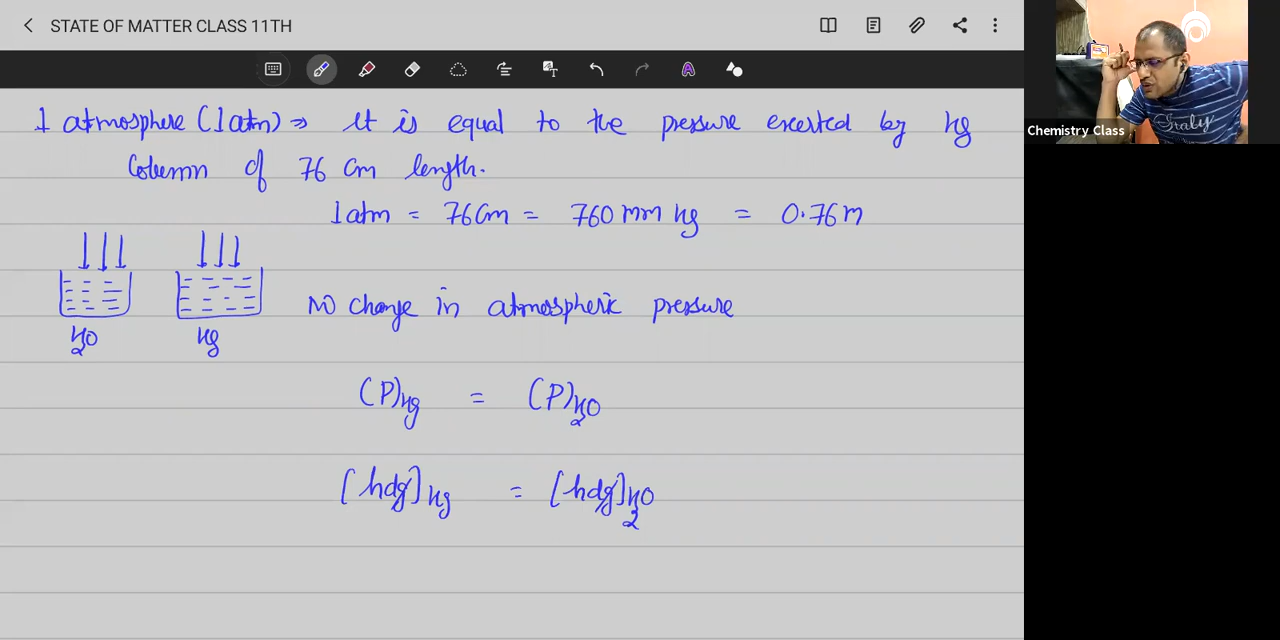 STATE OF MATTER CLASS 11TH
1 atmosphere (1atm) ⇒ It is equal to the pressure exerted by Hg
Column of 76 Cm length.
1atm = 76Cm = 760 mm Hg = 0.76m
H2O Hg No change in atmospheric pressure
(P)Hg = (P)H2O
[hdg]Hg = [hdg]H2O
Chemistry Class
Italy